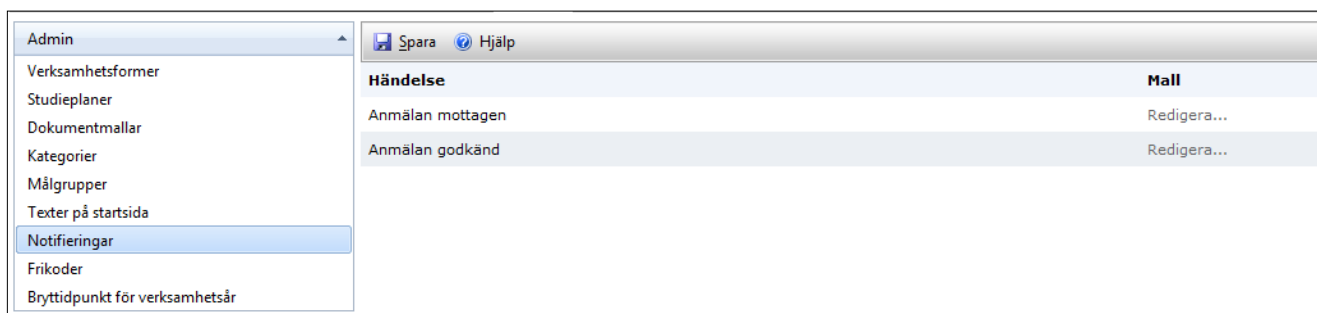 Admin
Verksamhetsformer
Studieplaner
Dokumentmallar
Kategorier
Målgrupper
Texter på startsida
Notifieringar
Frikoder
Bryttidpunkt för verksamhetsår
Spara Hjälp
Händelse Mall
Anmälan mottagen Redigera...
Anmälan godkänd Redigera...